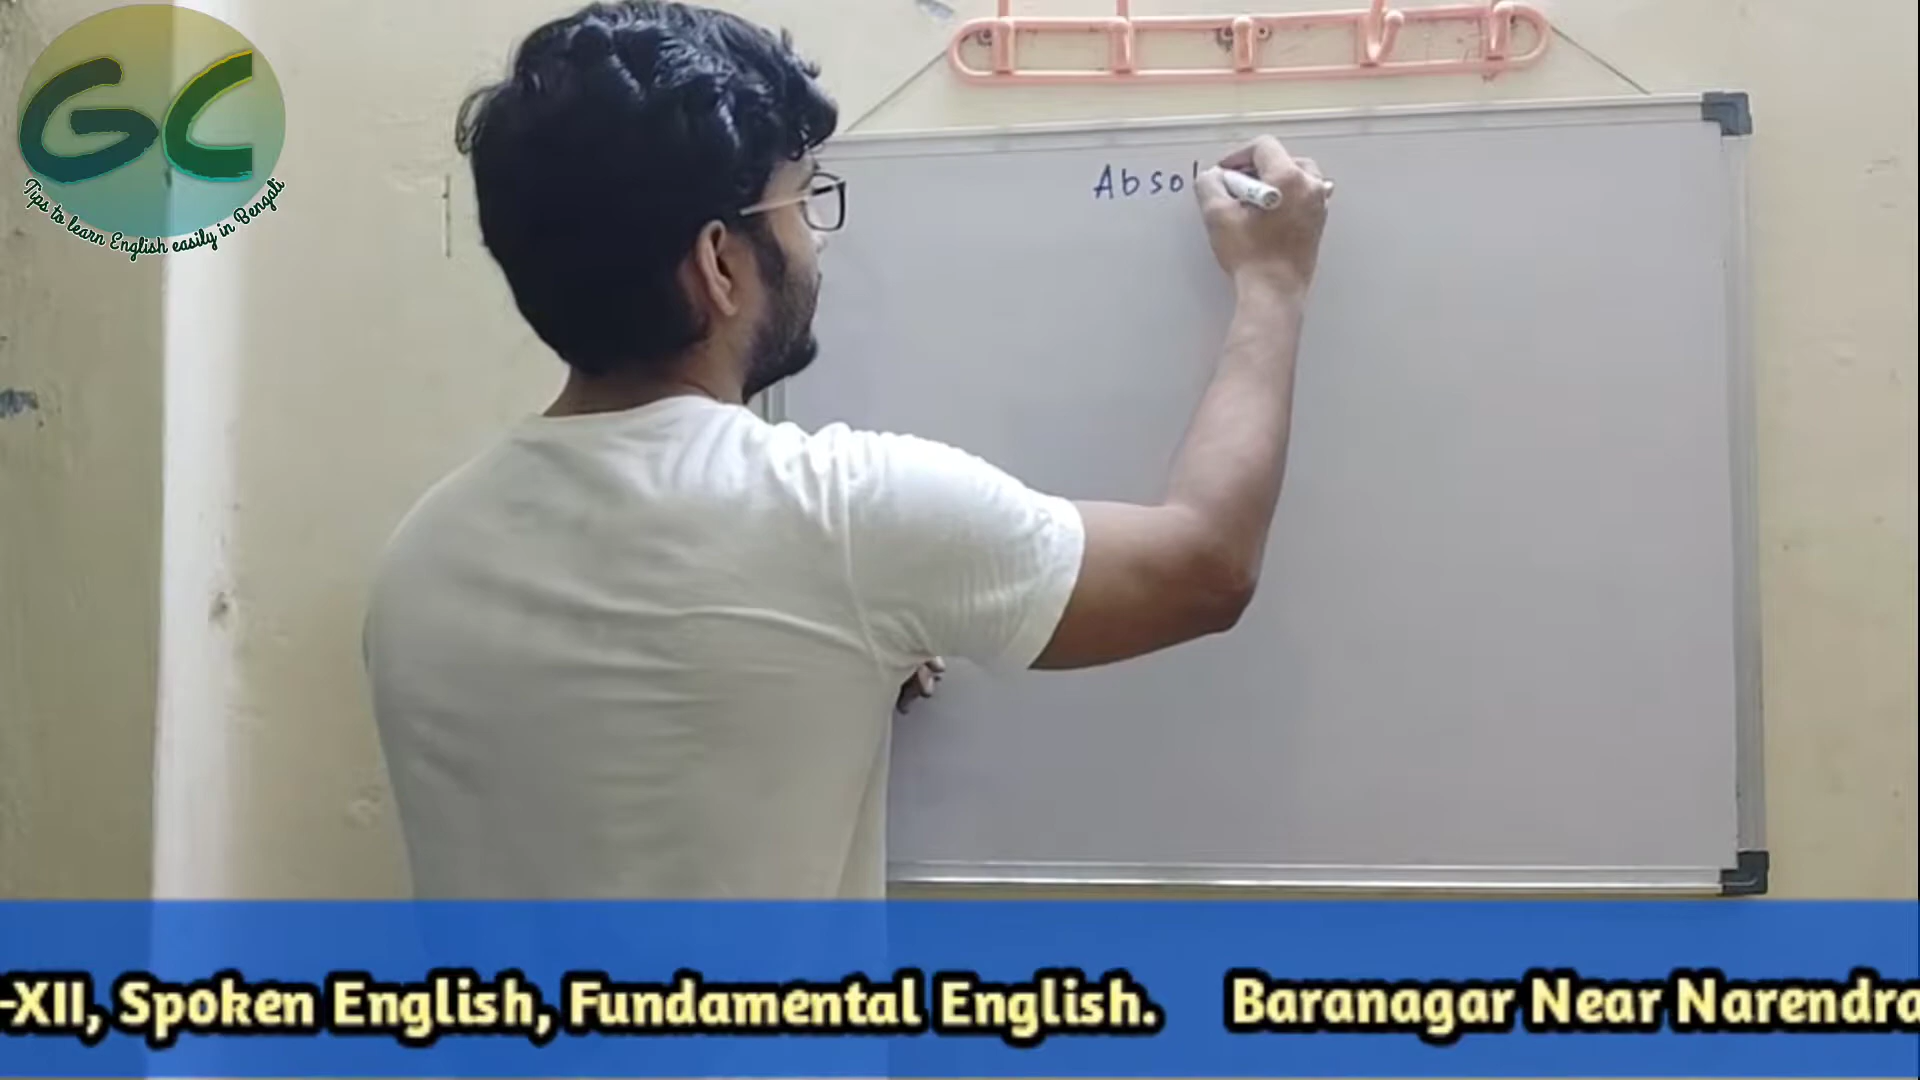 GC
Tips to learn English easily in Bengali
Absol
-XII, Spoken English, Fundamental English. Baranagar Near Narendra